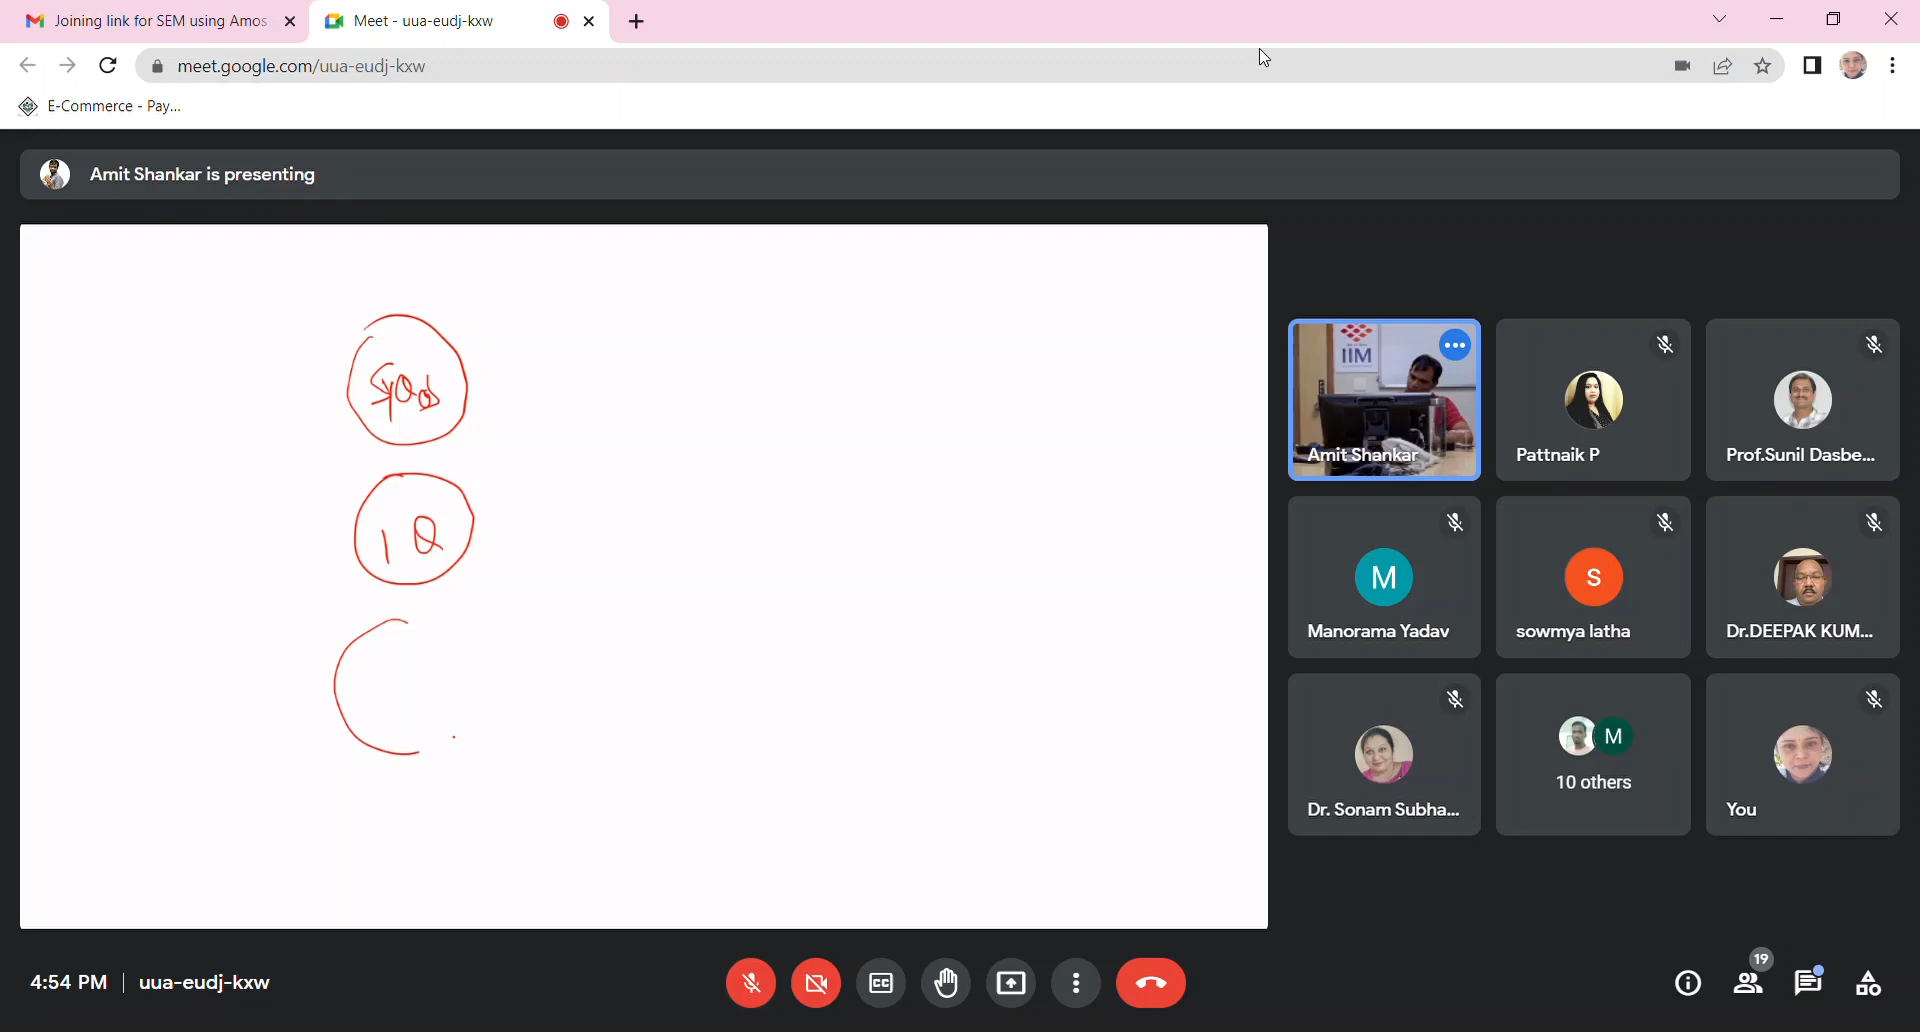 Joining link for SEM using Amos
Meet - uua-eudj-kxw
meet.google.com/uua-eudj-kxw
E-Commerce - Pay...
Amit Shankar is presenting
IQ
IIM
Amit Shankar
Pattnaik P
Prof.Sunil Dasbe...
M
Manorama Yadav
s
sowmya latha
Dr.DEEPAK KUM...
Dr. Sonam Subha...
M
10 others
You
4:54 PM
uua-eudj-kxw
CC
19